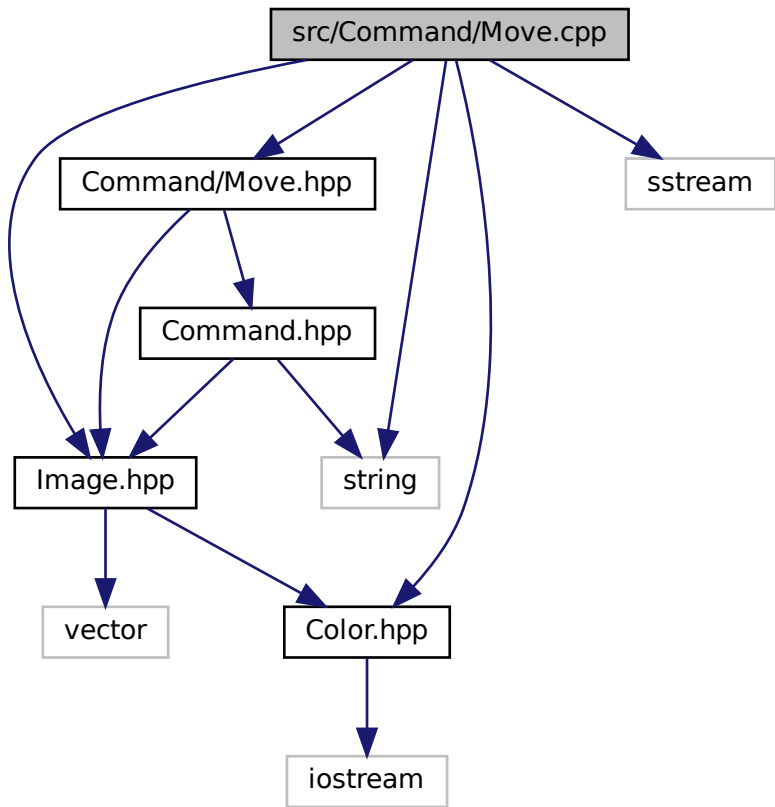 src/Command/Move.cpp
Command/Move.hpp
sstream
Command.hpp
Image.hpp
string
vector
Color.hpp
iostream